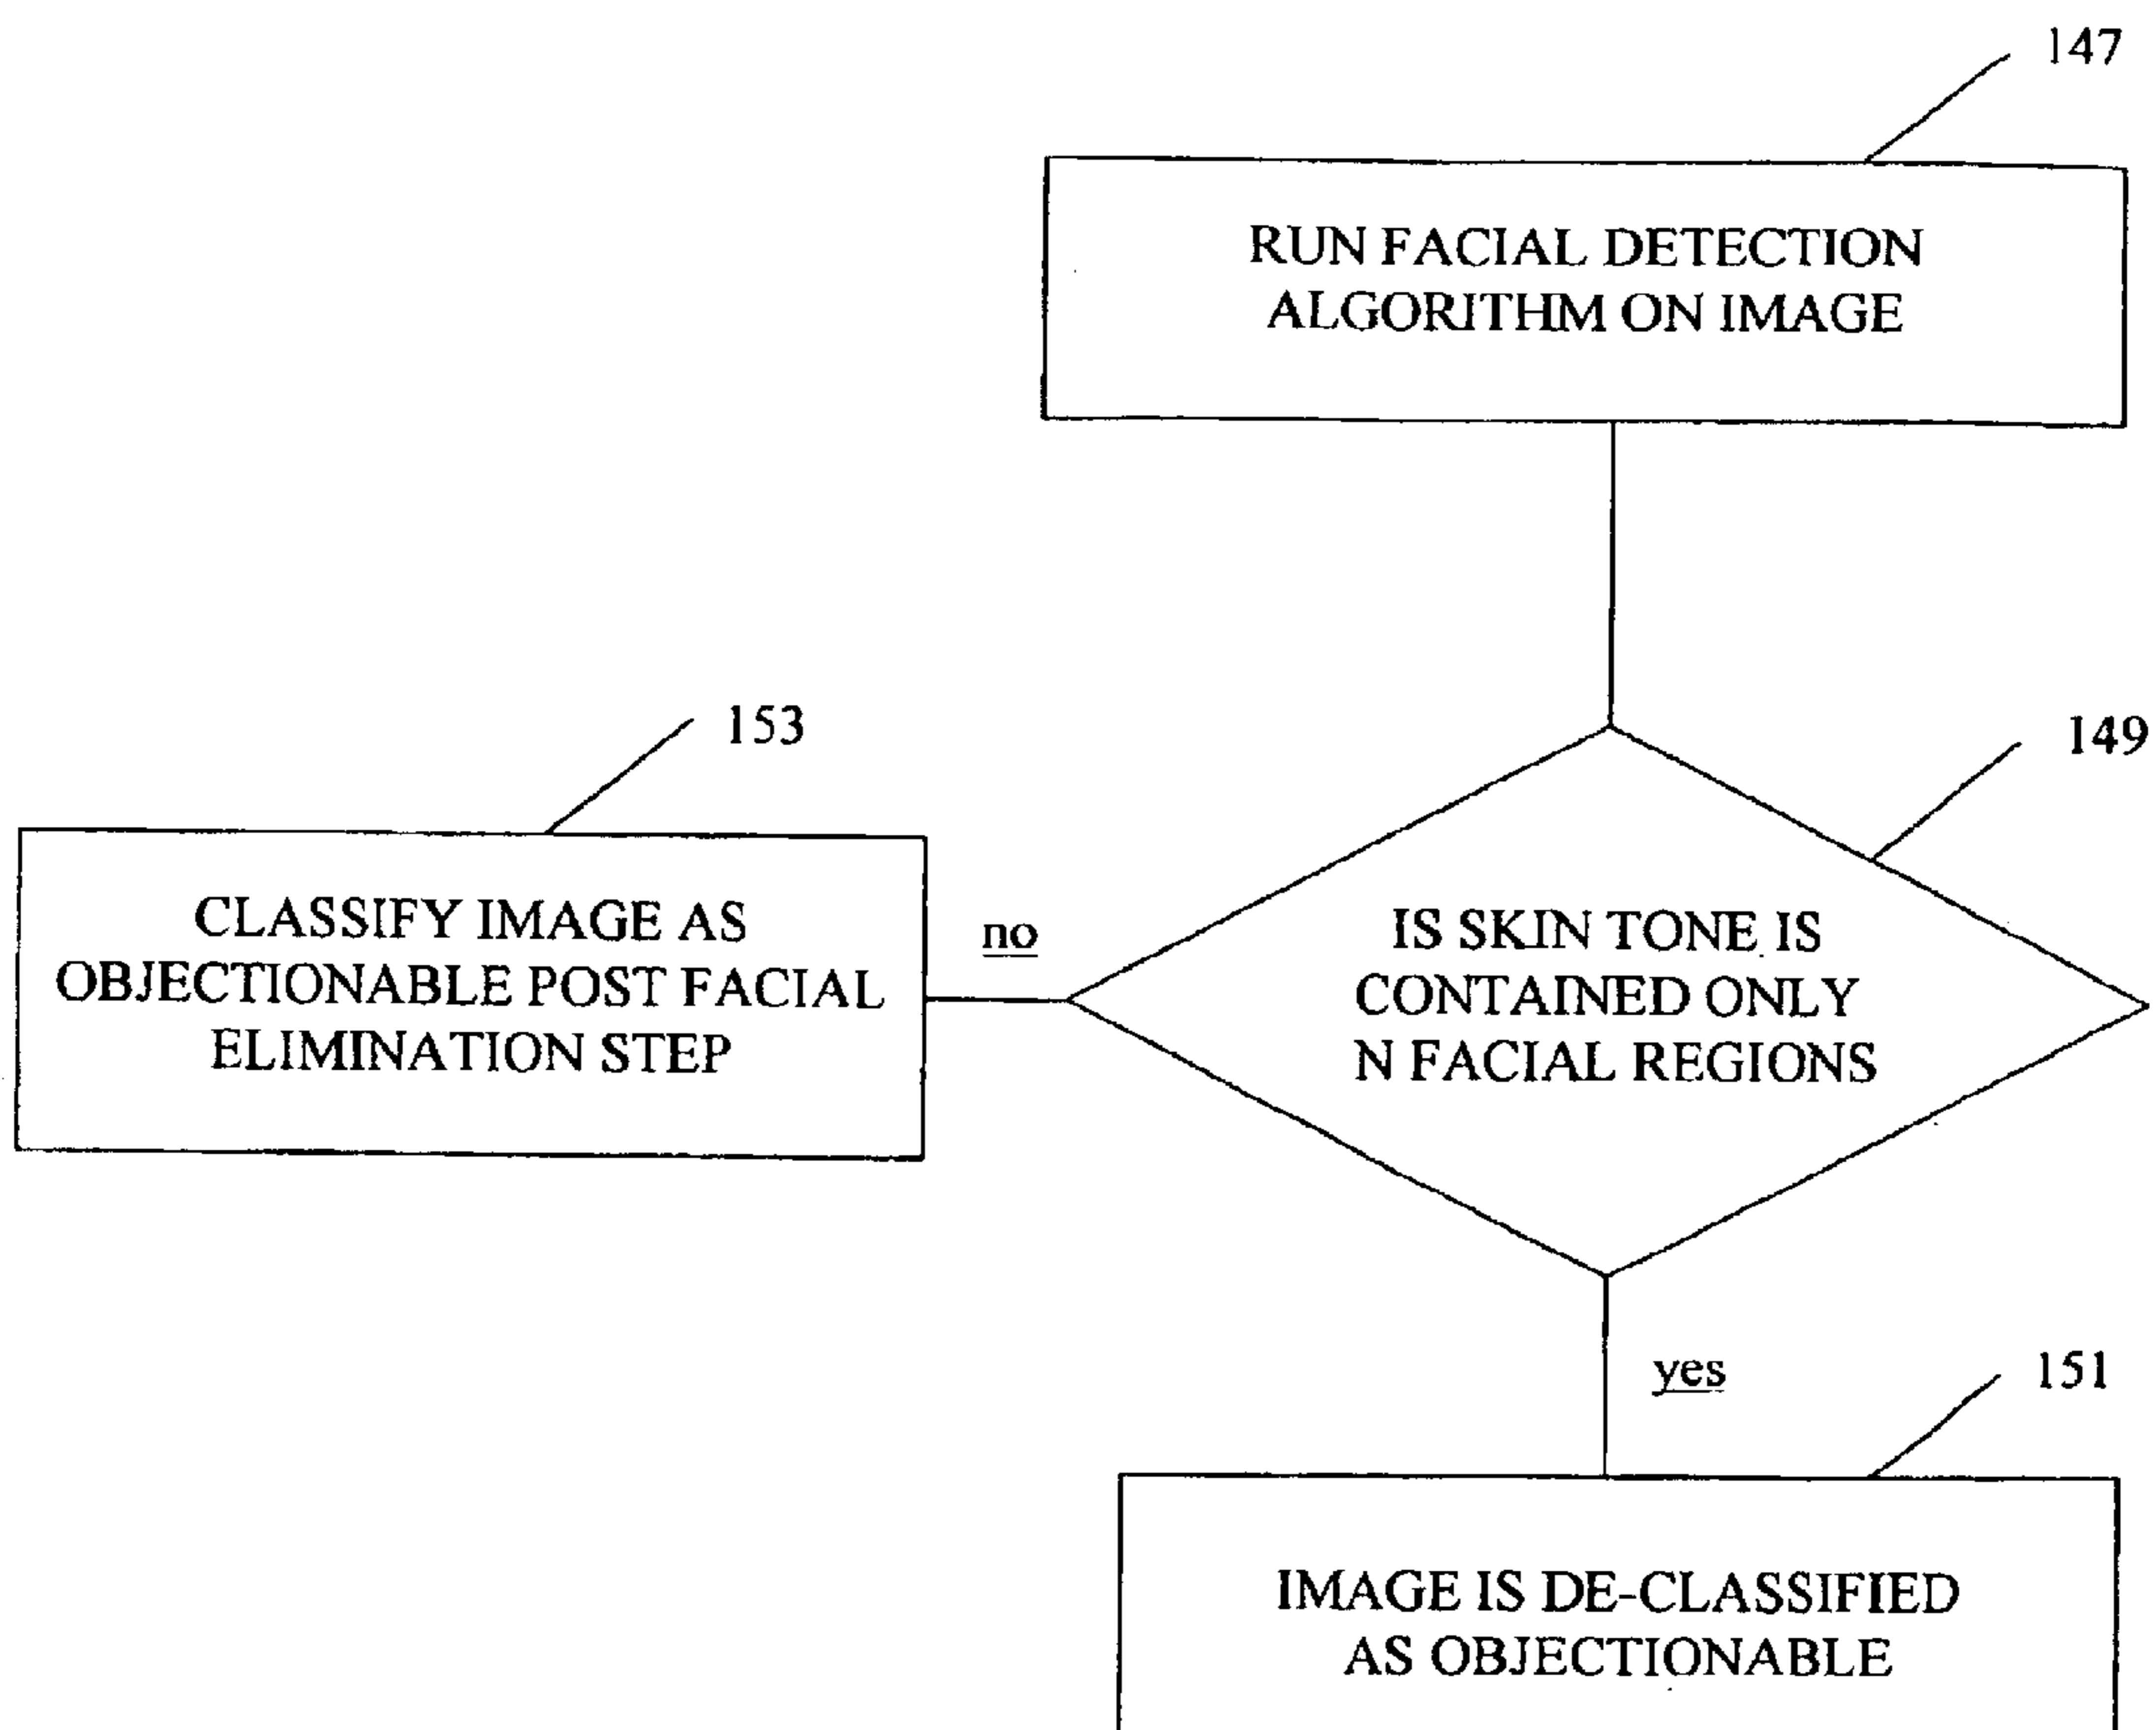 147
RUN FACIAL DETECTION
ALGORITHM ON IMAGE
153
149
CLASSIFY IMAGE AS
OBJECTIONABLE POST FACIAL
ELIMINATION STEP
no
IS SKIN TONE IS
CONTAINED ONLY
N FACIAL REGIONS
yes
151
IMAGE IS DE-CLASSIFIED
AS OBJECTIONABLE